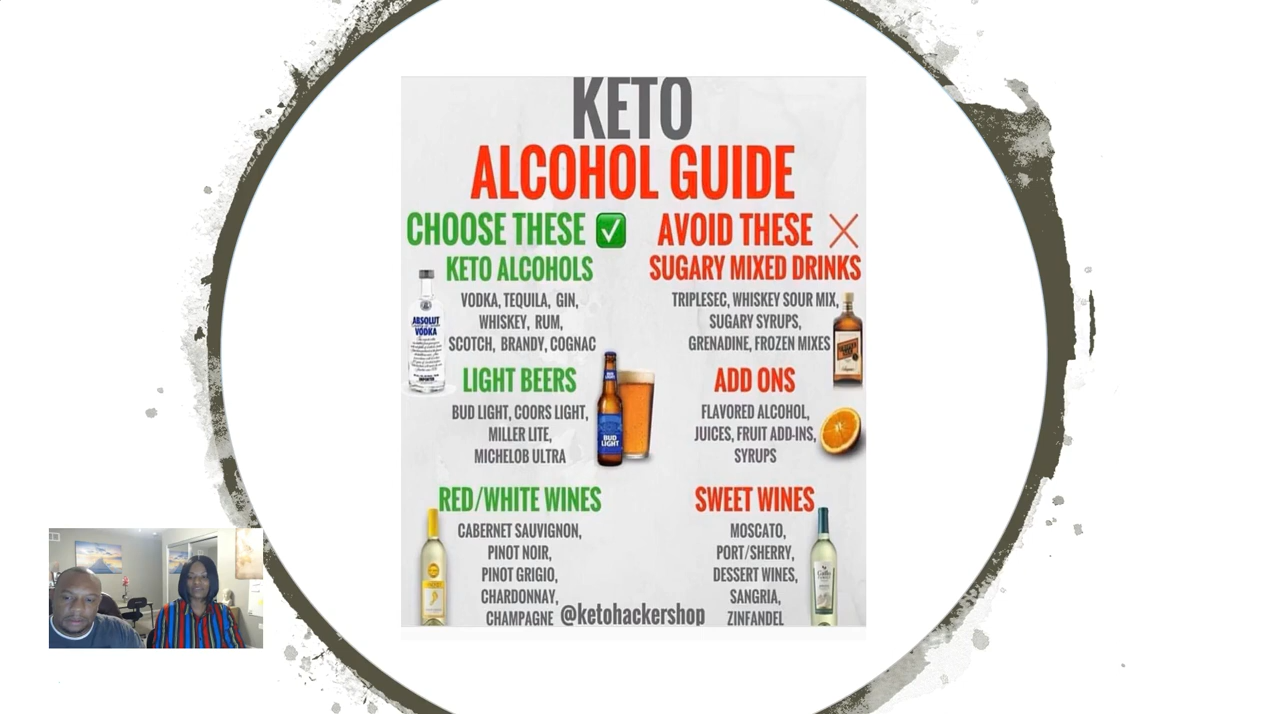 KETO
ALCOHOL GUIDE
CHOOSE THESE ✅
KETO ALCOHOLS
VODKA, TEQUILA, GIN,
WHISKEY, RUM,
SCOTCH, BRANDY, COGNAC
ABSOLUT
VODKA
LIGHT BEERS
BUD LIGHT, COORS LIGHT,
MILLER LITE,
MICHELOB ULTRA
BUD
LIGHT
RED/WHITE WINES
CABERNET SAUVIGNON,
PINOT NOIR,
PINOT GRIGIO,
CHARDONNAY,
CHAMPAGNE
AVOID THESE ❌
SUGARY MIXED DRINKS
TRIPLESEC, WHISKEY SOUR MIX,
SUGARY SYRUPS,
GRENADINE, FROZEN MIXES
ADD ONS
FLAVORED ALCOHOL,
JUICES, FRUIT ADD-INS,
SYRUPS
SWEET WINES
MOSCATO,
PORT/SHERRY,
DESSERT WINES,
SANGRIA,
ZINFANDEL
Gallo
@ketohackershop